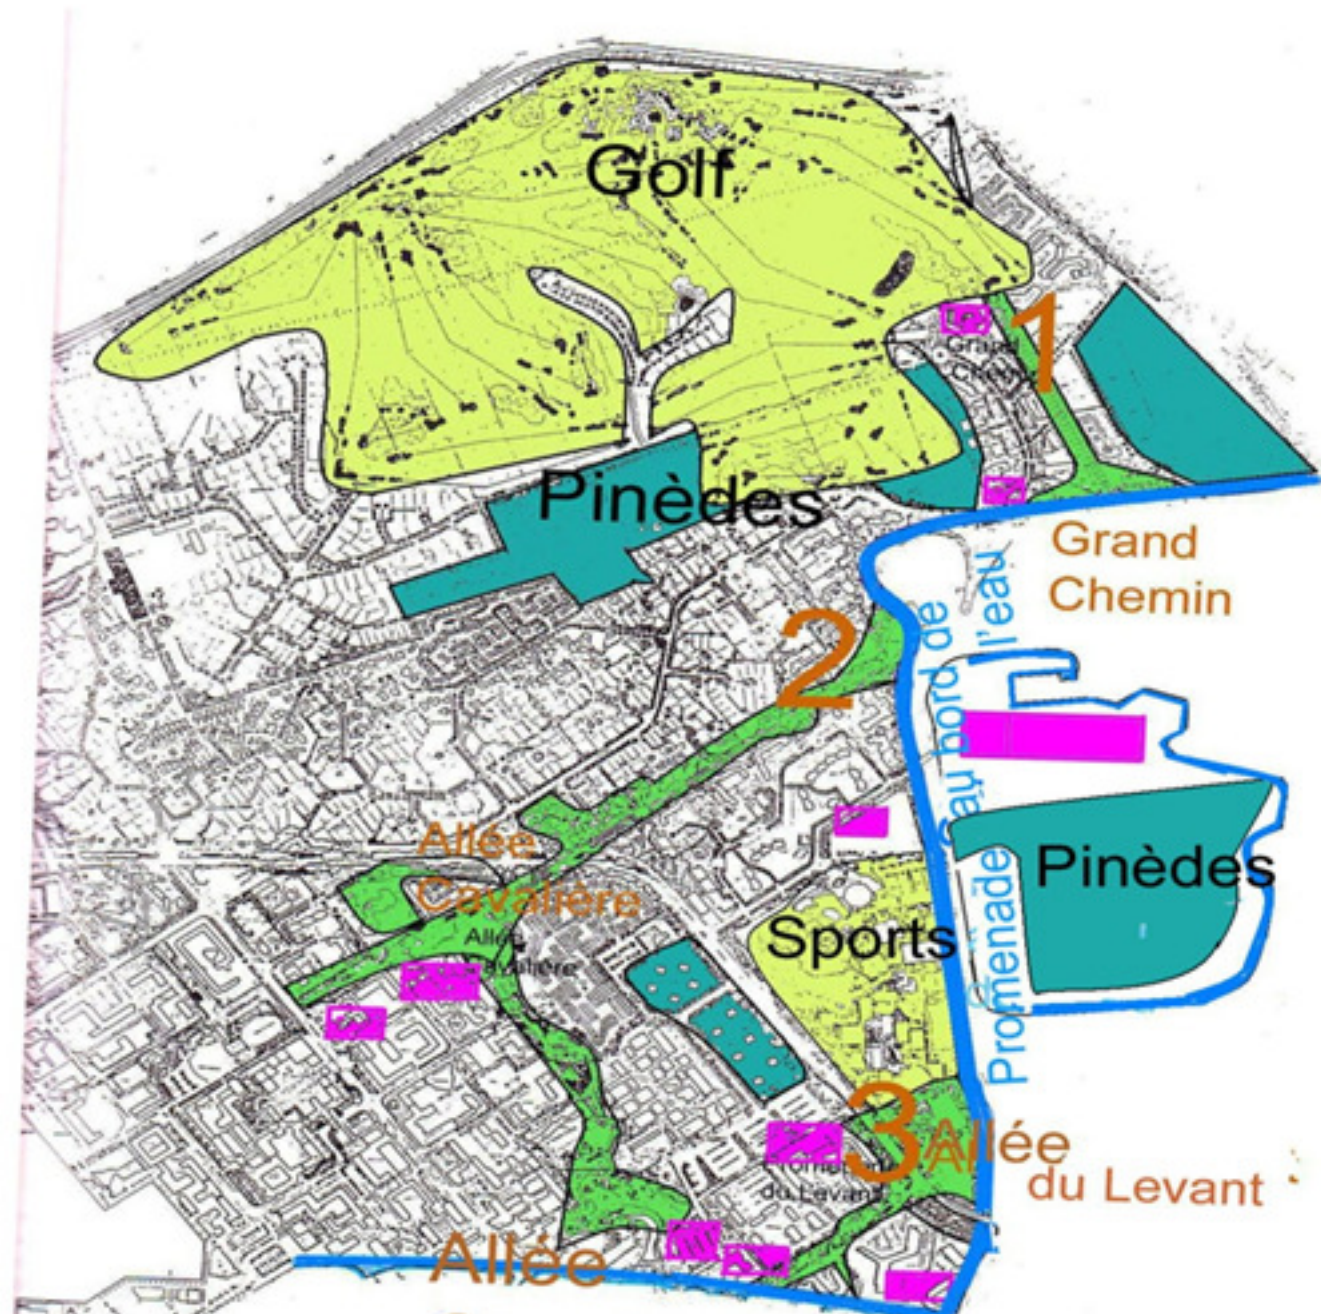 Golf
1
Grand
Pinèdes
Grand
Chemin
2
Promenade au bord de
l'eau
Allée
Cavalière
Pinèdes
Allée
Cavalière
Sports
3
Allée
du Levant
du Levant
Allée